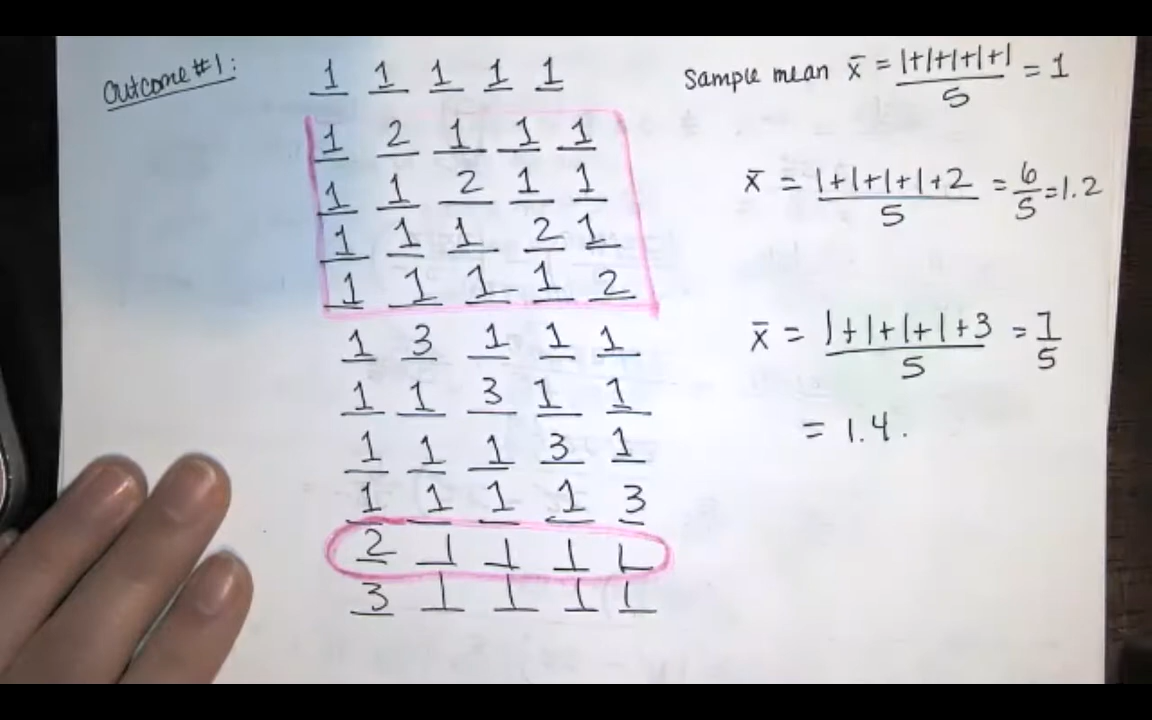 Outcome #1: 1 1 1 1 1 Sample mean x̄ = 1+1+1+1+1/5 = 1
1 2 1 1 1
1 1 2 1 1 x̄ = 1+1+1+1+2/5 = 6/5 = 1.2
1 1 1 2 1
1 1 1 1 2
1 3 1 1 1 x̄ = 1+1+1+1+3/5 = 7/5
1 1 3 1 1
1 1 1 3 1 = 1.4.
1 1 1 1 3
2 1 1 1 1
3 1 1 1 1